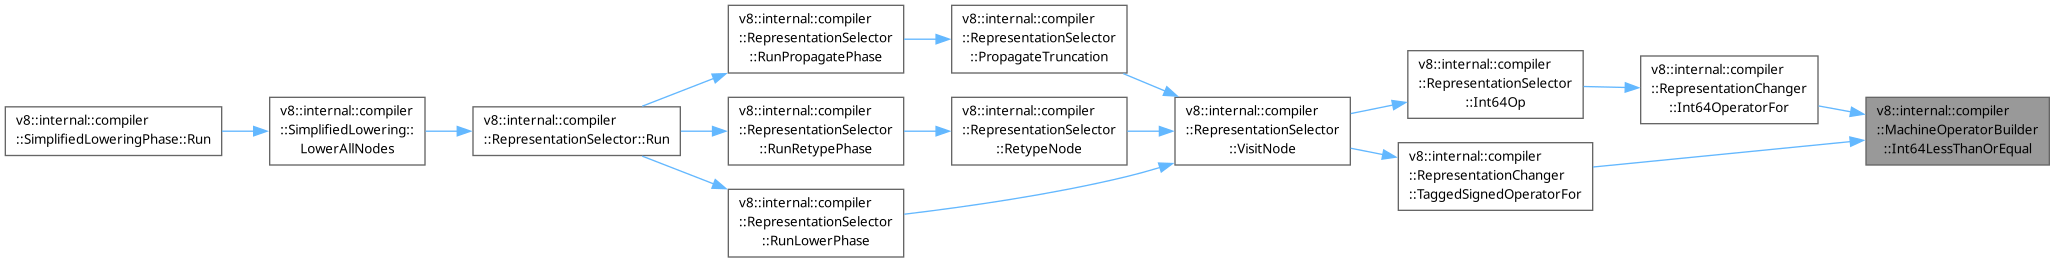 v8::internal::compiler
::SimplifiedLoweringPhase::Run
v8::internal::compiler
::SimplifiedLowering::
LowerAllNodes
v8::internal::compiler
::RepresentationSelector::Run
v8::internal::compiler
::RepresentationSelector
::RunPropagatePhase
v8::internal::compiler
::RepresentationSelector
::RunRetypePhase
v8::internal::compiler
::RepresentationSelector
::RunLowerPhase
v8::internal::compiler
::RepresentationSelector
::PropagateTruncation
v8::internal::compiler
::RepresentationSelector
::RetypeNode
v8::internal::compiler
::RepresentationSelector
::VisitNode
v8::internal::compiler
::RepresentationSelector
::Int64Op
v8::internal::compiler
::RepresentationChanger
::TaggedSignedOperatorFor
v8::internal::compiler
::RepresentationChanger
::Int64OperatorFor
v8::internal::compiler
::MachineOperatorBuilder
::Int64LessThanOrEqual